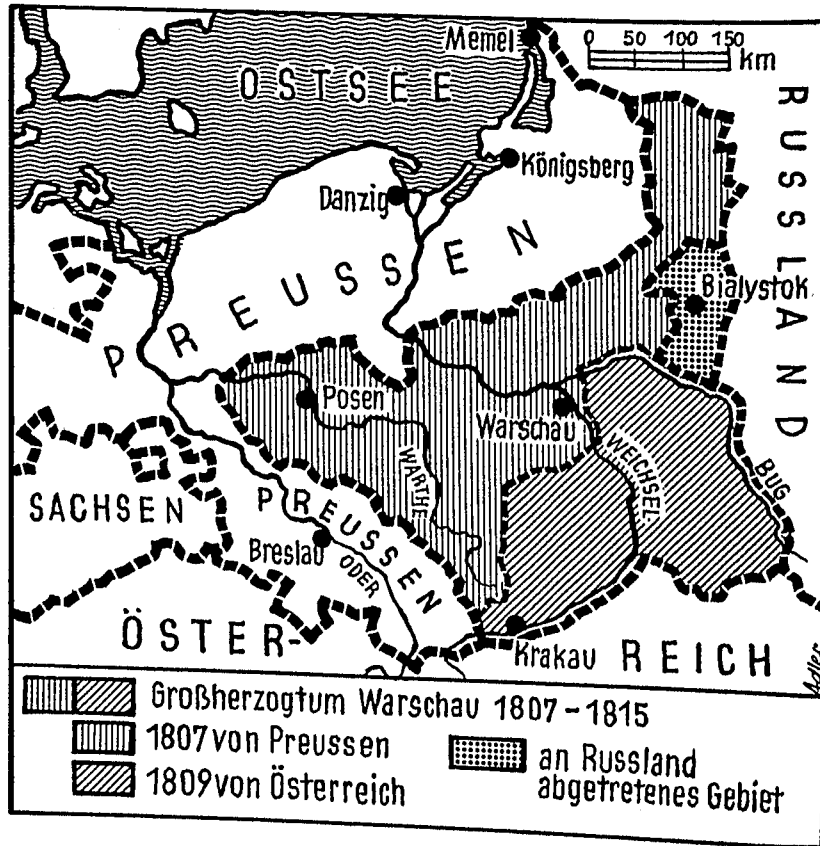 Memel
0 50 100 150
km
OSTSEE
RUSSLAND
Königsberg
Danzig
PREUSSEN
Bialystok
Posen
Warschau
WEICHSEL
WARTHE
BUG
SACHSEN
PREUSSEN
Breslau
ODER
ÖSTER-
Krakau
REICH
Adler
Großherzogtum Warschau 1807-1815
1807 von Preussen
1809 von Österreich
an Russland
abgetretenes Gebiet